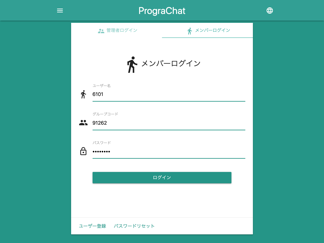 PrograChat
管理者ログイン
メンバーログイン
メンバーログイン
ユーザー名
6101
グループコード
91262
パスワード
••••••••
ログイン
ユーザー登録 パスワードリセット